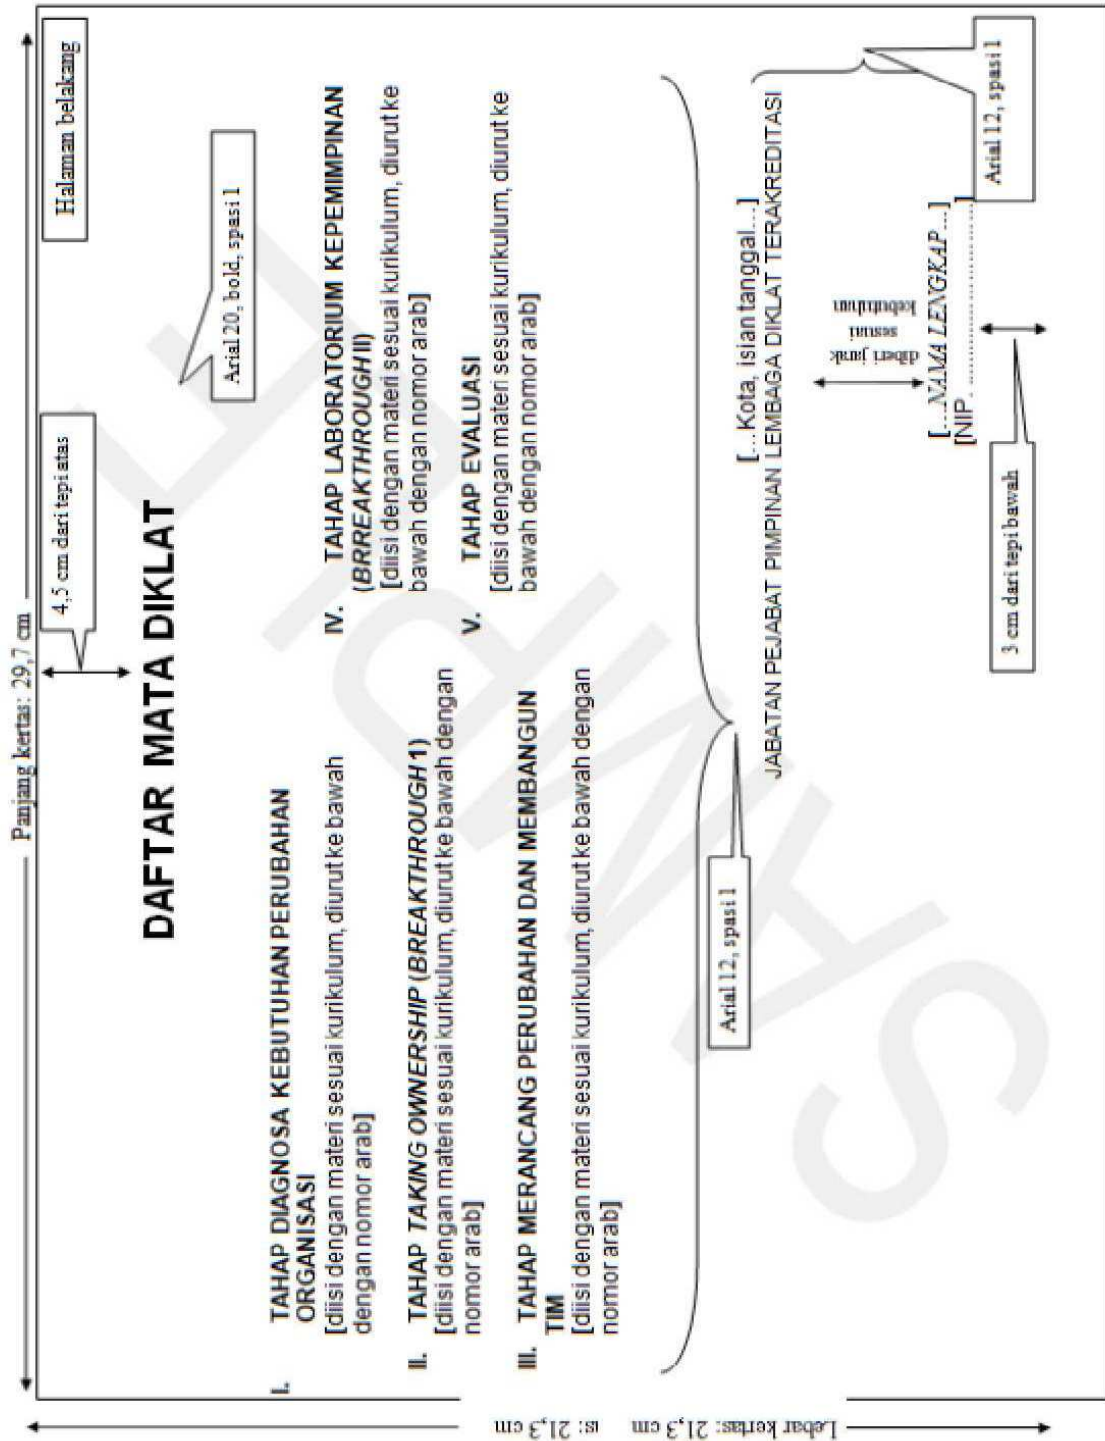 Panjang kertas: 29,7 cm
Halaman belakang
4,5 cm dari tepi atas
DAFTAR MATA DIKLAT
Arial 20, bold, spasi 1
I. TAHAP DIAGNOSA KEBUTUHAN PERUBAHAN
ORGANISASI
[diisi dengan materi sesuai kurikulum, diurut ke bawah
dengan nomor arab]
II. TAHAP TAKING OWNERSHIP (BREAKTHROUGH 1)
[diisi dengan materi sesuai kurikulum, diurut ke bawah dengan
nomor arab]
III. TAHAP MERANCANG PERUBAHAN DAN MEMBANGUN
TIM
[diisi dengan materi sesuai kurikulum, diurut ke bawah dengan
nomor arab]
IV. TAHAP LABORATORIUM KEPEMIMPINAN
(BRREAKTHROUGH II)
[diisi dengan materi sesuai kurikulum, diurut ke
bawah dengan nomor arab]
V. TAHAP EVALUASI
[diisi dengan materi sesuai kurikulum, diurut ke
bawah dengan nomor arab]
Arial 12, spasi 1
[...Kota, isian tanggal...]
JABATAN PEJABAT PIMPINAN LEMBAGA DIKLAT TERAKREDITASI
diberi jarak
sesuai
kebutuhan
[...NAMA LENGKAP...]
[NIP. ........................ ]
Arial 12, spasi 1
3 cm dari tepi bawah
Lebar kertas: 21,3 cm
is: 21,3 cm
SAMPLE